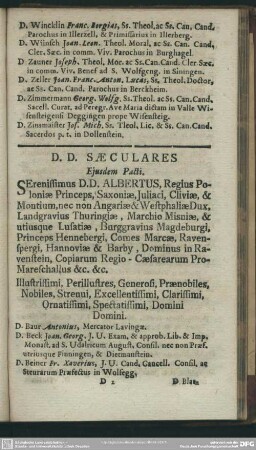 D. Wincklin Franc. Borgias, Ss. Theol. ac Ss. Can. Cand.
Parochus in Illerzell, & Primissarius in Illerberg.
D. Wünsch Joan. Leon. Theol. Moral. ac Ss. Can. Cand.
Cler. Sæc. in comm. Viv. Parochus in Burghagel.
D. Zauner Joseph. Theol. Mor. ac Ss. Can. Cand. Cler. Sæc.
in comm. Viv. Benef. ad S. Wolfgang. in Sinningen.
D. Zeller Joan. Franc. Anton. Lucas, Ss. Theol. Doctor,
ac Ss. Can. Cand. Parochus in Berckheim.
D. Zimmermann Georg. Wolfg. Ss. Theol. ac Ss. Can. Cand.
Sacell. Curat. ad Peregr. Ave Maria dictam in Valle Wi-
sensteigensi Deggingen prope Wisensteig.
D. Zinsmaister Jos. Mich. Ss. Theol. Lic. & Ss. Can. Cand.
Sacerdos p. t. in Dollenstein.
D. D. SÆCULARES
Ejusdem Pacti.
SErenissimus D.D. ALBERTUS, Regius Po-
loniæ Princeps, Saxoniæ, Juliaci, Cliviæ, &
Montium, nec non Angariæ & Westphaliæ Dux,
Landgravius Thuringiæ, Marchio Misniæ, &
utriusque Lusatiæ, Burggravius Magdeburgi,
Princeps Hennebergi, Comes Marcæ, Raven-
spergi, Hannoviæ & Barby, Dominus in Ra-
venstein, Copiarum Regio-Cæsarearum Pro-
Mareschallus &c. &c.
Illustrissimi, Perillustres, Generosi, Prænobiles,
Nobiles, Strenui, Excellentissimi, Clarissimi,
Ornatissimi, Spectatissimi, Domini
Domini.
D. Baur Antonius, Mercator Lavingæ.
D. Beck Joan. Georg. J. U. Exam, & approb. Lib. & Imp.
Monast. ad S. Udalricum August. Consil. nec non Præf.
utriusque Finningen, & Diemanstein.
D. Beiner Fr. Xaverius, J. U. Cand. Cancell. Consil. ac
Steurarum Præfectus in Wolfegg.
D 2